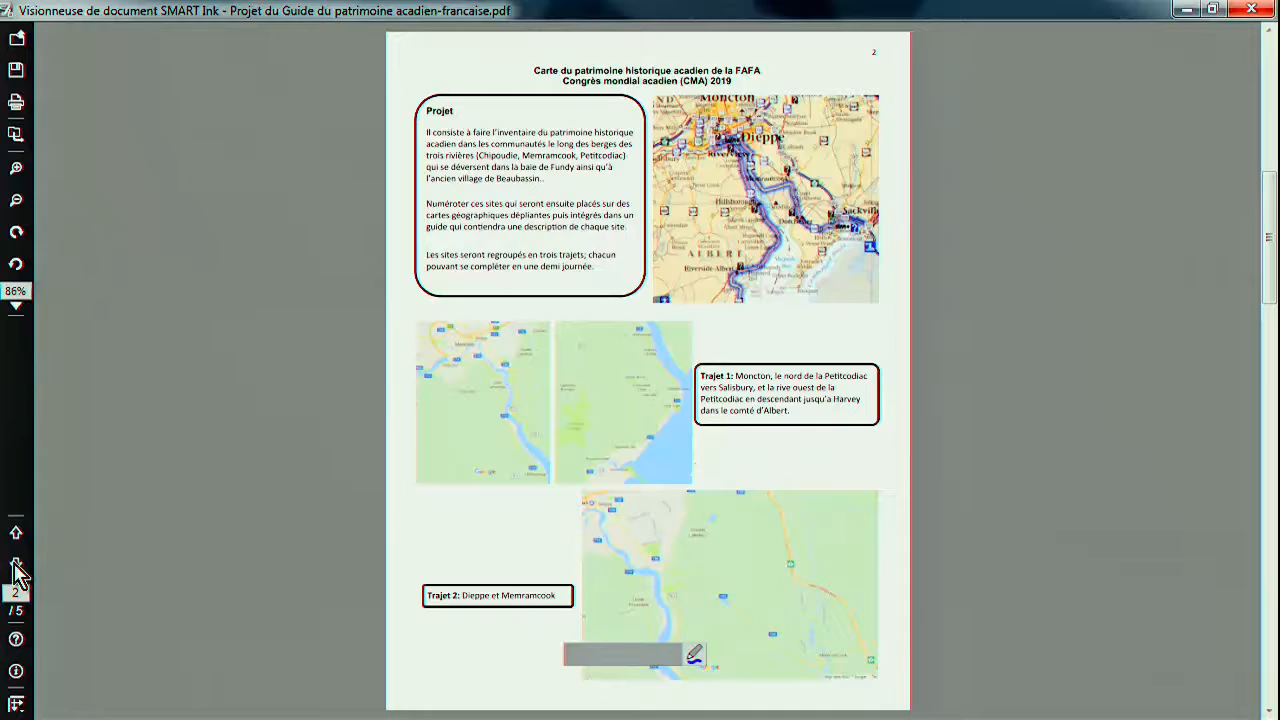 Visionneuse de document SMART Ink - Projet du Guide du patrimoine acadien-francaise.pdf
2
Carte du patrimoine historique acadien de la FAFA
Congrès mondial acadien (CMA) 2019
Projet
Il consiste à faire l'inventaire du patrimoine historique
acadien dans les communautés le long des berges des
trois rivières (Chipoudie, Memramcook, Petitcodiac)
qui se déversent dans la baie de Fundy ainsi qu'à
l'ancien village de Beaubassin..
Numéroter ces sites qui seront ensuite placés sur des
cartes géographiques dépliantes puis intégrés dans un
guide qui contiendra une description de chaque site.
Les sites seront regroupés en trois trajets; chacun
pouvant se compléter en une demi journée.
MONCTON
Dieppe
Riverview
Memramcook
Hillsborough
Sackville
ALBERT
Riverside-Albert
Trajet 1: Moncton, le nord de la Petitcodiac
vers Salisbury, et la rive ouest de la
Petitcodiac en descendant jusqu'a Harvey
dans le comté d'Albert.
Google
Trajet 2: Dieppe et Memramcook
86%
2
/ 5